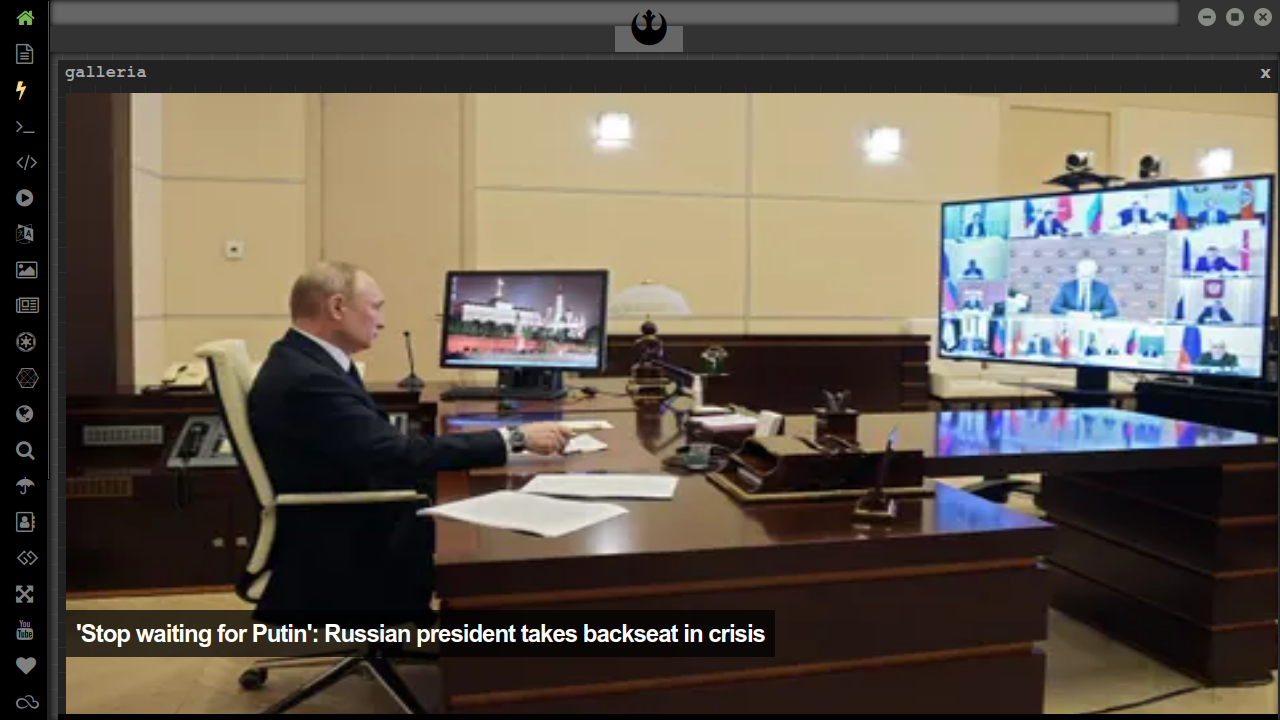 galleria
x
'Stop waiting for Putin': Russian president takes backseat in crisis